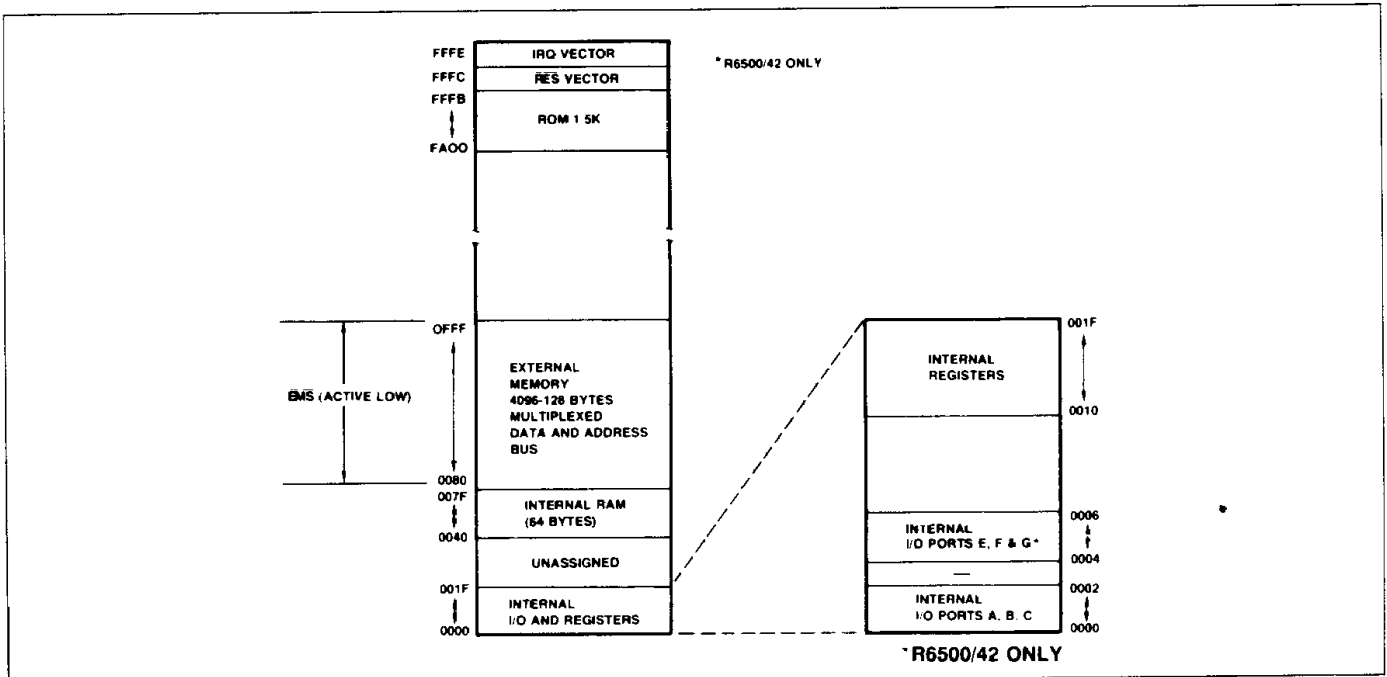 FFFE
IRQ VECTOR
* R6500/42 ONLY
FFFC
RES VECTOR
FFFB
ROM 1 5K
FA00
0FFF
EMS (ACTIVE LOW)
EXTERNAL
MEMORY
4096-128 BYTES
MULTIPLEXED
DATA AND ADDRESS
BUS
0080
007F
INTERNAL RAM
(64 BYTES)
0040
UNASSIGNED
001F
INTERNAL
I/O AND REGISTERS
0000
001F
INTERNAL
REGISTERS
0010
0006
INTERNAL
I/O PORTS E, F & G*
0004
—
0002
INTERNAL
I/O PORTS A, B, C
0000
*R6500/42 ONLY